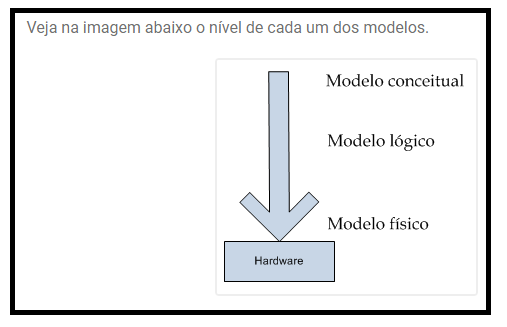 Veja na imagem abaixo o nível de cada um dos modelos.
Modelo conceitual
Modelo lógico
Modelo físico
Hardware